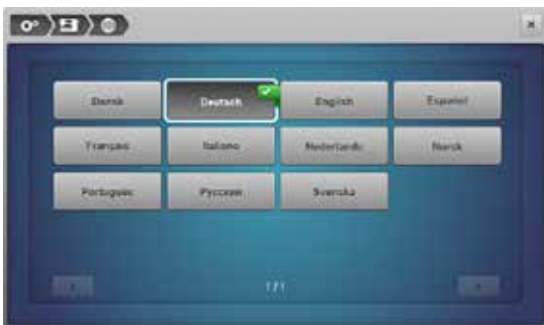 Dansk Deutsch English Español
Français Italiano Nederlands Norsk
Português Русский Svenska
1/1